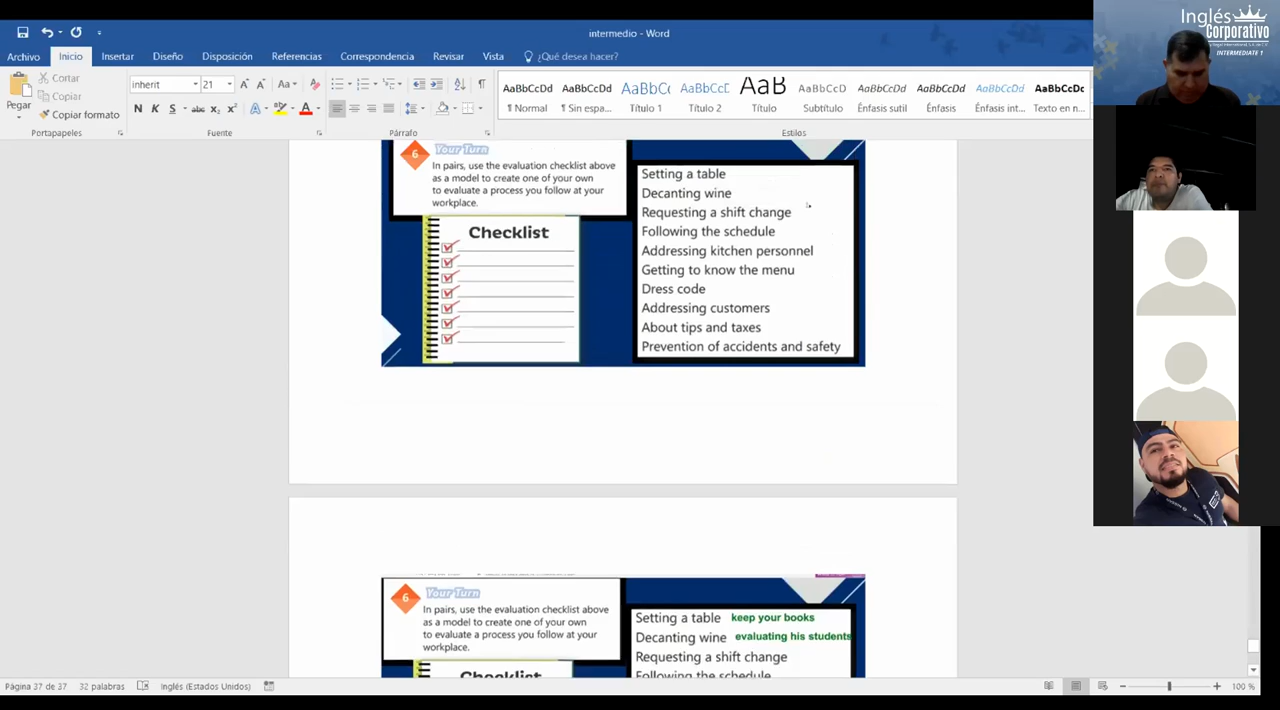 intermedio - Word
Archivo Inicio Insertar Diseño Disposición Referencias Correspondencia Revisar Vista ¿Qué desea hacer?
Pegar
Cortar
Copiar
Copiar formato
Portapapeles
inherit 21
Aa
N K S abc x₂ x²
Fuente
Párrafo
AaBbCcDd AaBbCcDd AaBbCc AaBbCcD AaB AaBbCcD AaBbCcDd AaBbCcDd AaBbCcDd AaBbCcDc
¶ Normal ¶ Sin espa... Título 1 Título 2 Título Subtítulo Énfasis sutil Énfasis Énfasis int... Texto en n...
Estilos
Inglés
Corporativo
INTERMEDIATE 1
6 Your Turn
In pairs, use the evaluation checklist above
as a model to create one of your own
to evaluate a process you follow at your
workplace.
Checklist
Setting a table
Decanting wine
Requesting a shift change
Following the schedule
Addressing kitchen personnel
Getting to know the menu
Dress code
Addressing customers
About tips and taxes
Prevention of accidents and safety
6 Your Turn
In pairs, use the evaluation checklist above
as a model to create one of your own
to evaluate a process you follow at your
workplace.
Checklist
Setting a table keep your books
Decanting wine evaluating his students
Requesting a shift change
Following the schedule
Página 37 de 37 32 palabras Inglés (Estados Unidos) 100 %